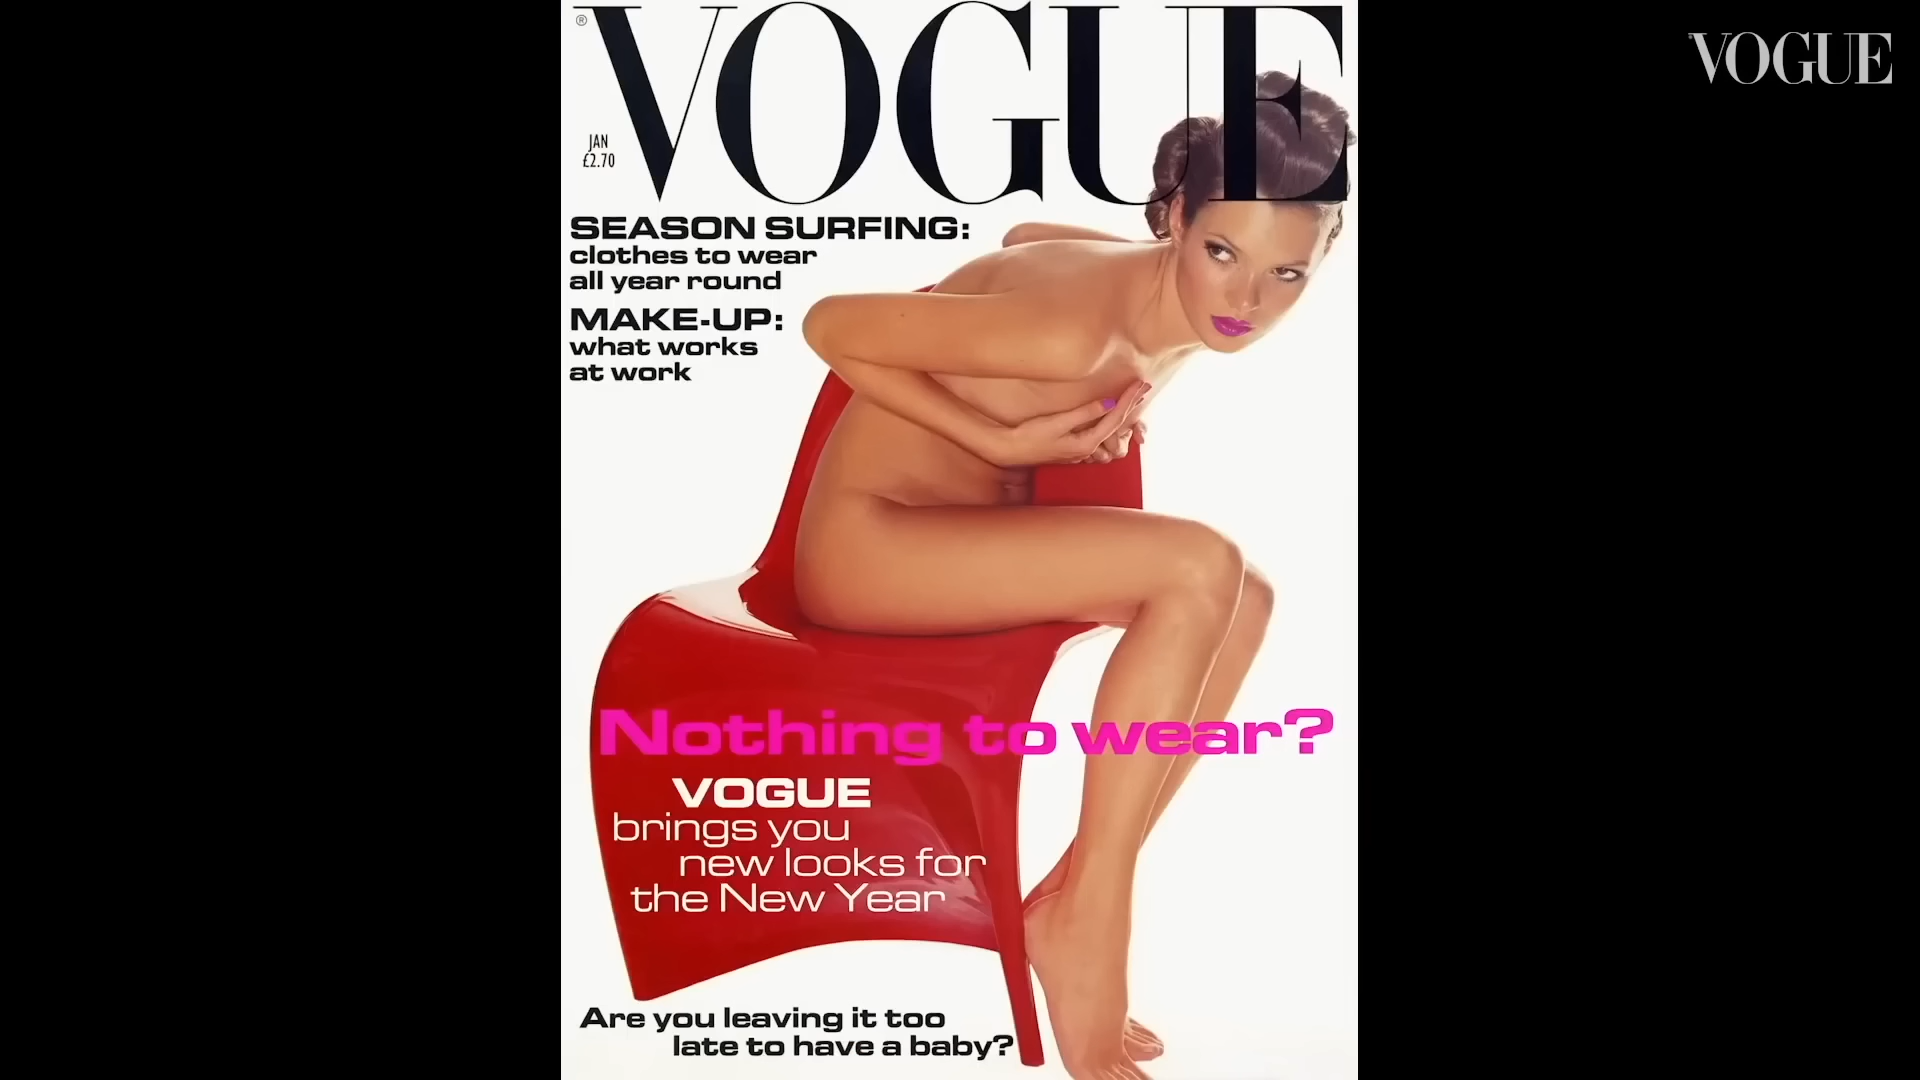 VOGUE
®
VOGUE
JAN
£2.70
SEASON SURFING:
clothes to wear
all year round
MAKE-UP:
what works
at work
Nothing to wear?
VOGUE
brings you
new looks for
the New Year
Are you leaving it too
late to have a baby?